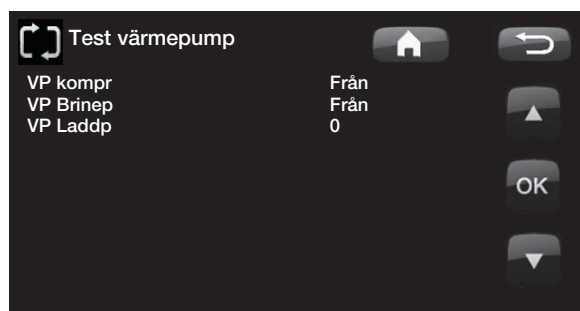 Test värmepump
VP kompr Från
VP Brinep Från
VP Laddp 0
OK